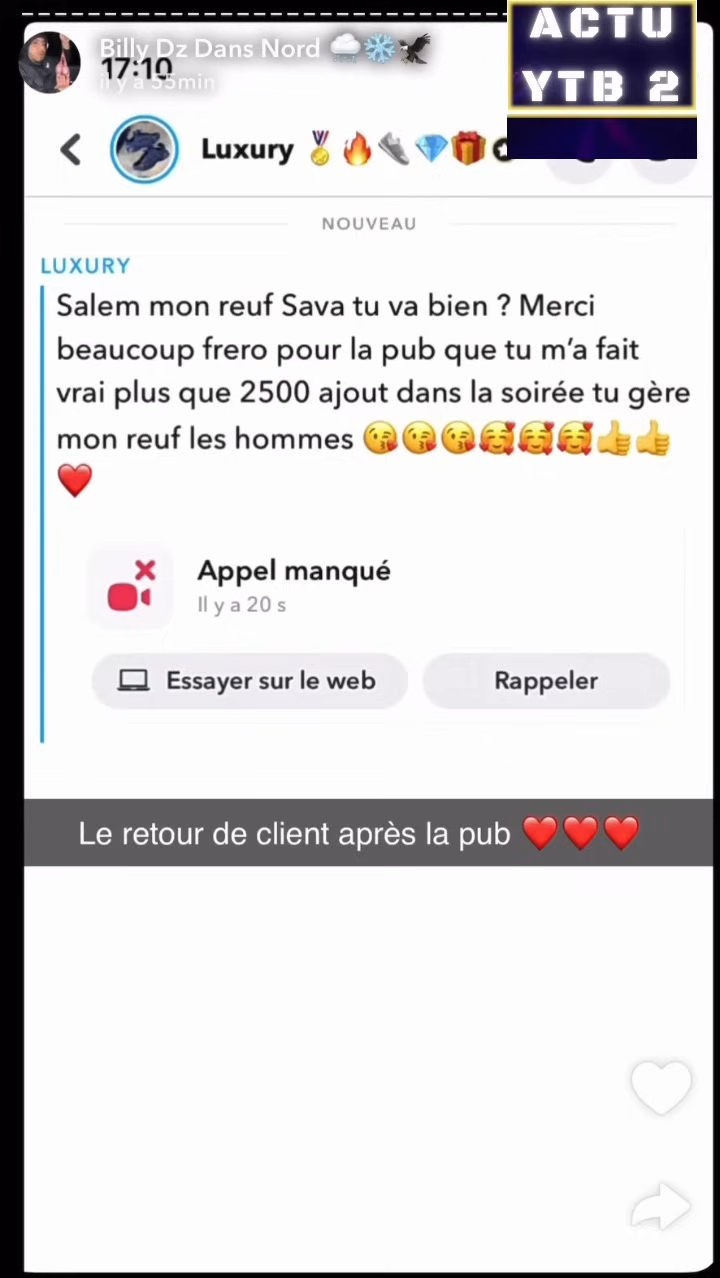 Billy Dz Dans Nord 🌨️❄️🦅
17:10
il y a 55min
ACTU
YTB 2
Luxury 🏅🔥👟💎🎁
NOUVEAU
LUXURY
Salem mon reuf Sava tu va bien ? Merci
beaucoup frero pour la pub que tu m’a fait
vrai plus que 2500 ajout dans la soirée tu gère
mon reuf les hommes 😘😘😘🥰🥰🥰👍👍
❤️
Appel manqué
Il y a 20 s
Essayer sur le web
Rappeler
Le retour de client après la pub ❤️❤️❤️